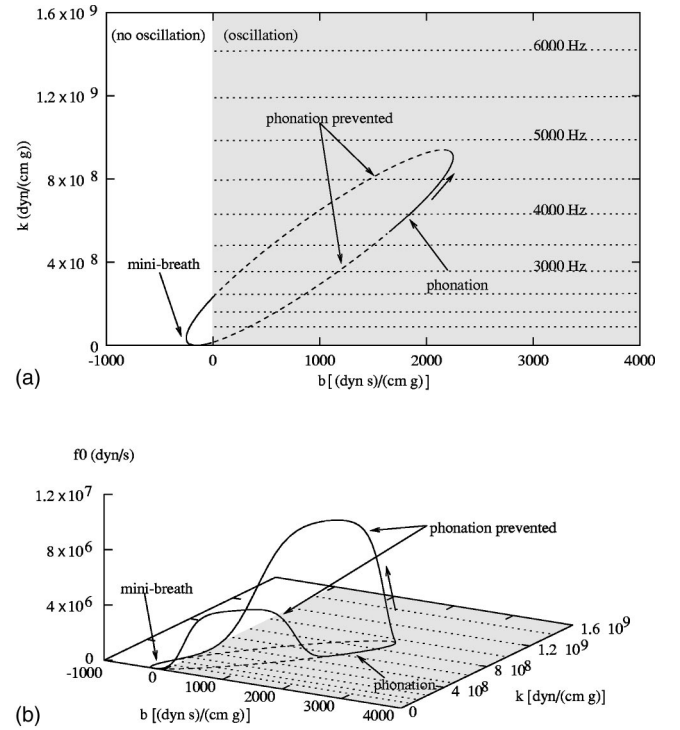 1.6 x 10 9
(no oscillation) (oscillation)
6000 Hz
1.2 x 10 9
phonation prevented
5000 Hz
k (dyn/(cm g))
8 x 10 8
4000 Hz
mini-breath
4 x 10 8
3000 Hz
phonation
0
-1000 0 1000 2000 3000 4000
(a)
b [ (dyn s)/(cm g) ]
f0 (dyn/s)
1.2 x 10 7
phonation prevented
8 x 10 6
mini-breath
4 x 10 6
1.6 10 9
1.2 10 9
0
-1000
8 10 8
0
phonation
4 10 8
k [dyn/(cm g)]
1000
2000
3000
4000
0
(b)
b [(dyn s)/(cm g)]